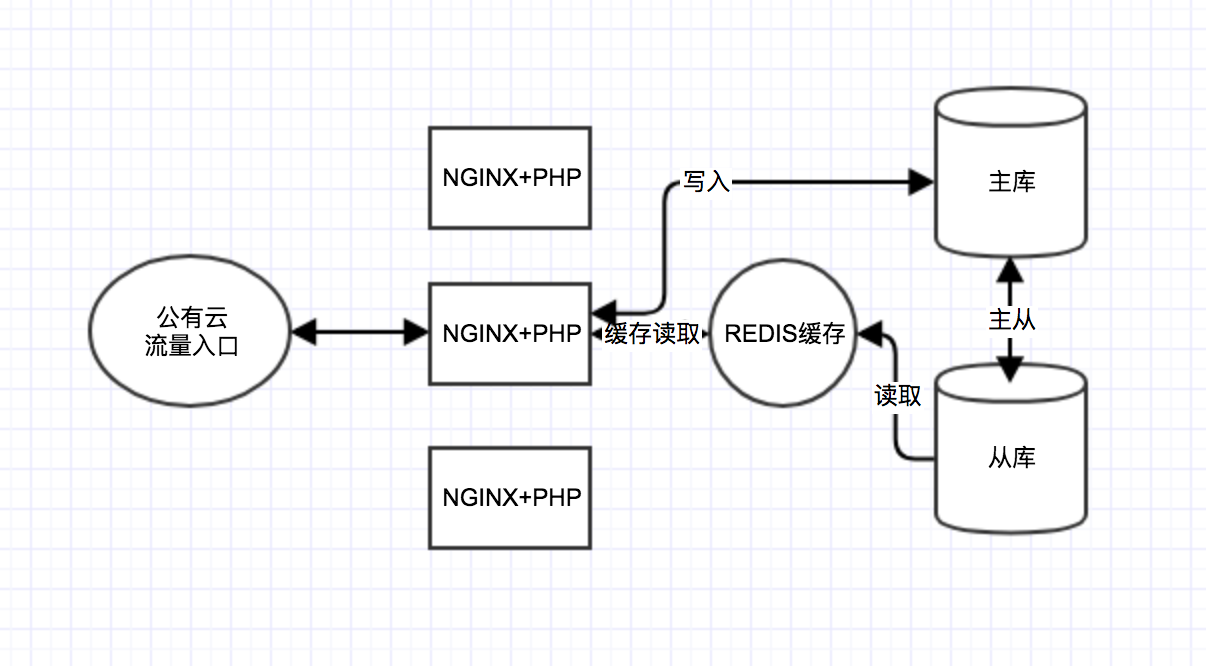 NGINX+PHP
写入
主库
公有云
流量入口
NGINX+PHP
缓存读取
REDIS缓存
主从
读取
从库
NGINX+PHP